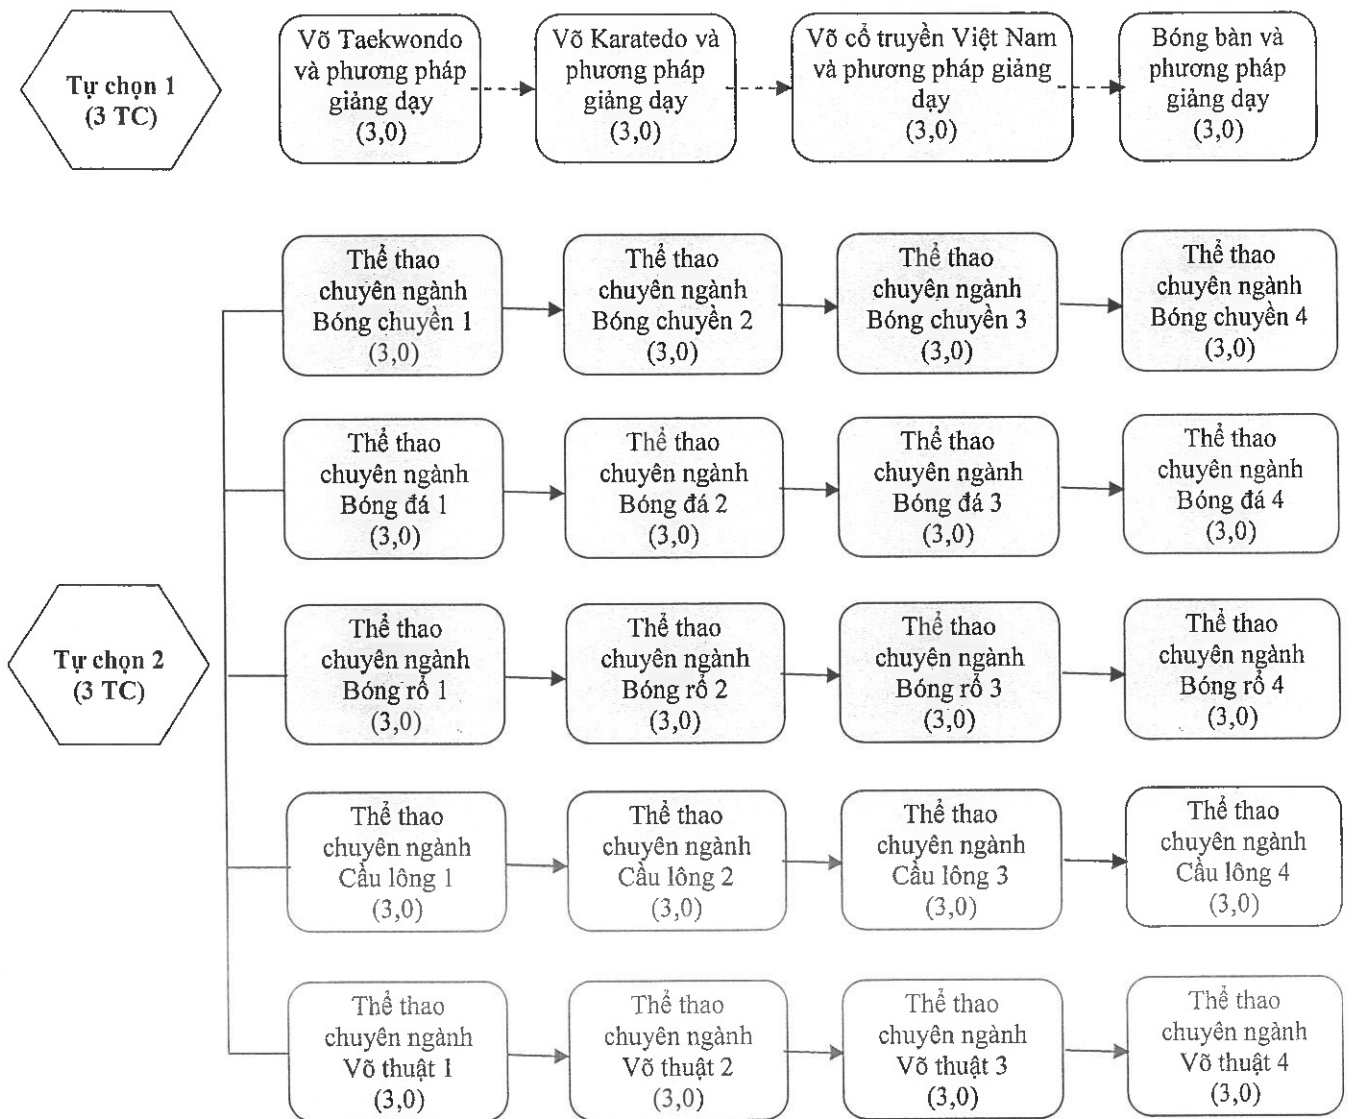 Tự chọn 1
(3 TC)
Võ Taekwondo
và phương pháp
giảng dạy
(3,0)
Võ Karatedo và
phương pháp
giảng dạy
(3,0)
Võ cổ truyền Việt Nam
và phương pháp giảng
dạy
(3,0)
Bóng bàn và
phương pháp
giảng dạy
(3,0)
Tự chọn 2
(3 TC)
Thể thao
chuyên ngành
Bóng chuyền 1
(3,0)
Thể thao
chuyên ngành
Bóng chuyền 2
(3,0)
Thể thao
chuyên ngành
Bóng chuyền 3
(3,0)
Thể thao
chuyên ngành
Bóng chuyền 4
(3,0)
Thể thao
chuyên ngành
Bóng đá 1
(3,0)
Thể thao
chuyên ngành
Bóng đá 2
(3,0)
Thể thao
chuyên ngành
Bóng đá 3
(3,0)
Thể thao
chuyên ngành
Bóng đá 4
(3,0)
Thể thao
chuyên ngành
Bóng rổ 1
(3,0)
Thể thao
chuyên ngành
Bóng rổ 2
(3,0)
Thể thao
chuyên ngành
Bóng rổ 3
(3,0)
Thể thao
chuyên ngành
Bóng rổ 4
(3,0)
Thể thao
chuyên ngành
Cầu lông 1
(3,0)
Thể thao
chuyên ngành
Cầu lông 2
(3,0)
Thể thao
chuyên ngành
Cầu lông 3
(3,0)
Thể thao
chuyên ngành
Cầu lông 4
(3,0)
Thể thao
chuyên ngành
Võ thuật 1
(3,0)
Thể thao
chuyên ngành
Võ thuật 2
(3,0)
Thể thao
chuyên ngành
Võ thuật 3
(3,0)
Thể thao
chuyên ngành
Võ thuật 4
(3,0)